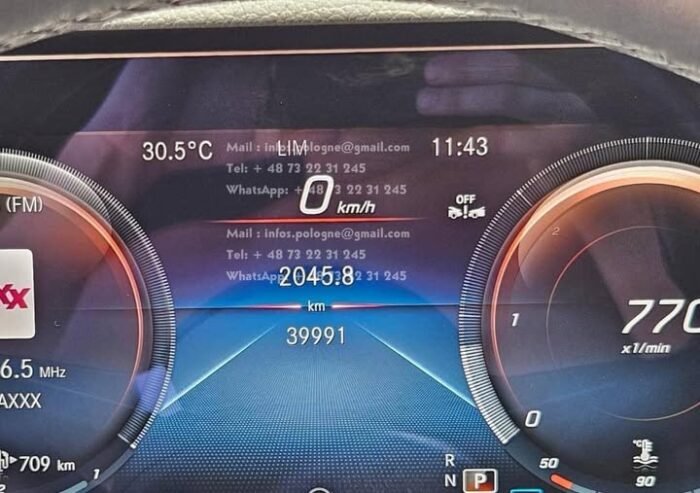 30.5°C
LIM
11:43
Mail : infos.pologne@gmail.com
Tel: + 48 73 22 31 245
WhatsApp: + 48 73 22 31 245
0 km/h
OFF
(FM)
Mail : infos.pologne@gmail.com
Tel: + 48 73 22 31 245
WhatsApp: + 48 73 22 31 245
2045.8
km
39991
XX
6.5 MHz
AXXX
709 km
1
2
1
0
770
x1/min
R
N
P
50
90